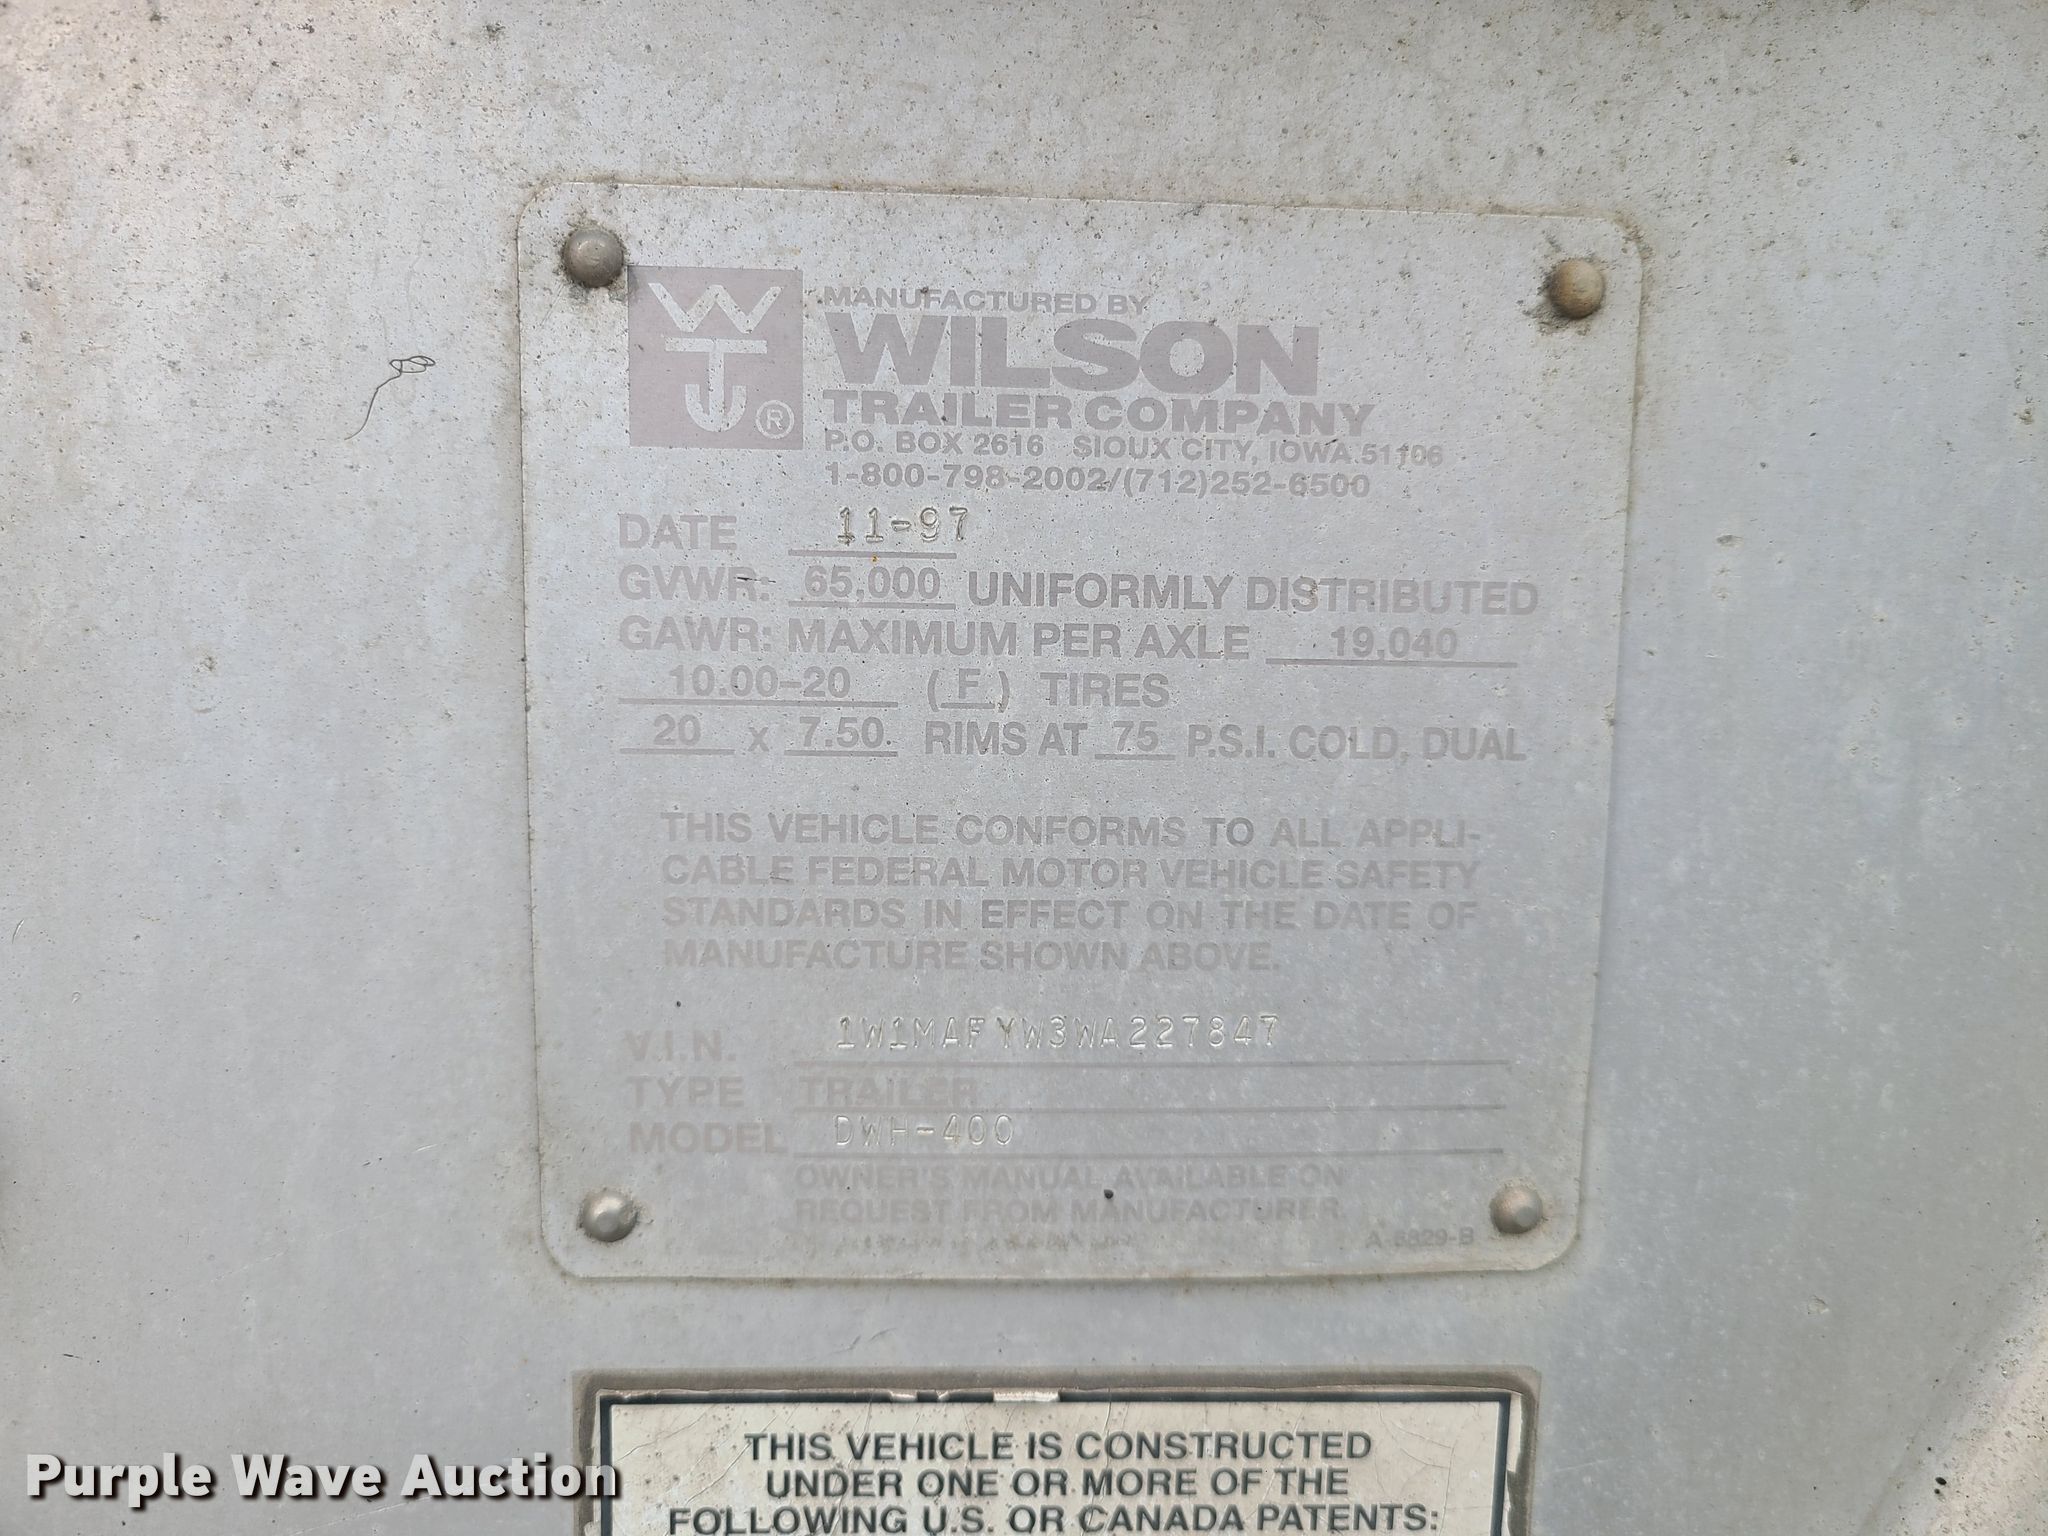 WTJ®
MANUFACTURED BY
WILSON
TRAILER COMPANY
P.O. BOX 2616 SIOUX CITY, IOWA 51106
1-800-798-2002/(712)252-6500
DATE 11-97
GVWR: 65,000 UNIFORMLY DISTRIBUTED
GAWR: MAXIMUM PER AXLE 19,040
10.00-20 (F) TIRES
20 x 7.50. RIMS AT 75 P.S.I. COLD, DUAL
THIS VEHICLE CONFORMS TO ALL APPLI-
CABLE FEDERAL MOTOR VEHICLE SAFETY
STANDARDS IN EFFECT ON THE DATE OF
MANUFACTURE SHOWN ABOVE.
V.I.N. 1W1MAFYW3WA227847
TYPE TRAILER
MODEL DWH-400
OWNER'S MANUAL AVAILABLE ON
REQUEST FROM MANUFACTURER.
THIS VEHICLE IS CONSTRUCTED
UNDER ONE OR MORE OF THE
FOLLOWING U.S. OR CANADA PATENTS:
Purple Wave Auction